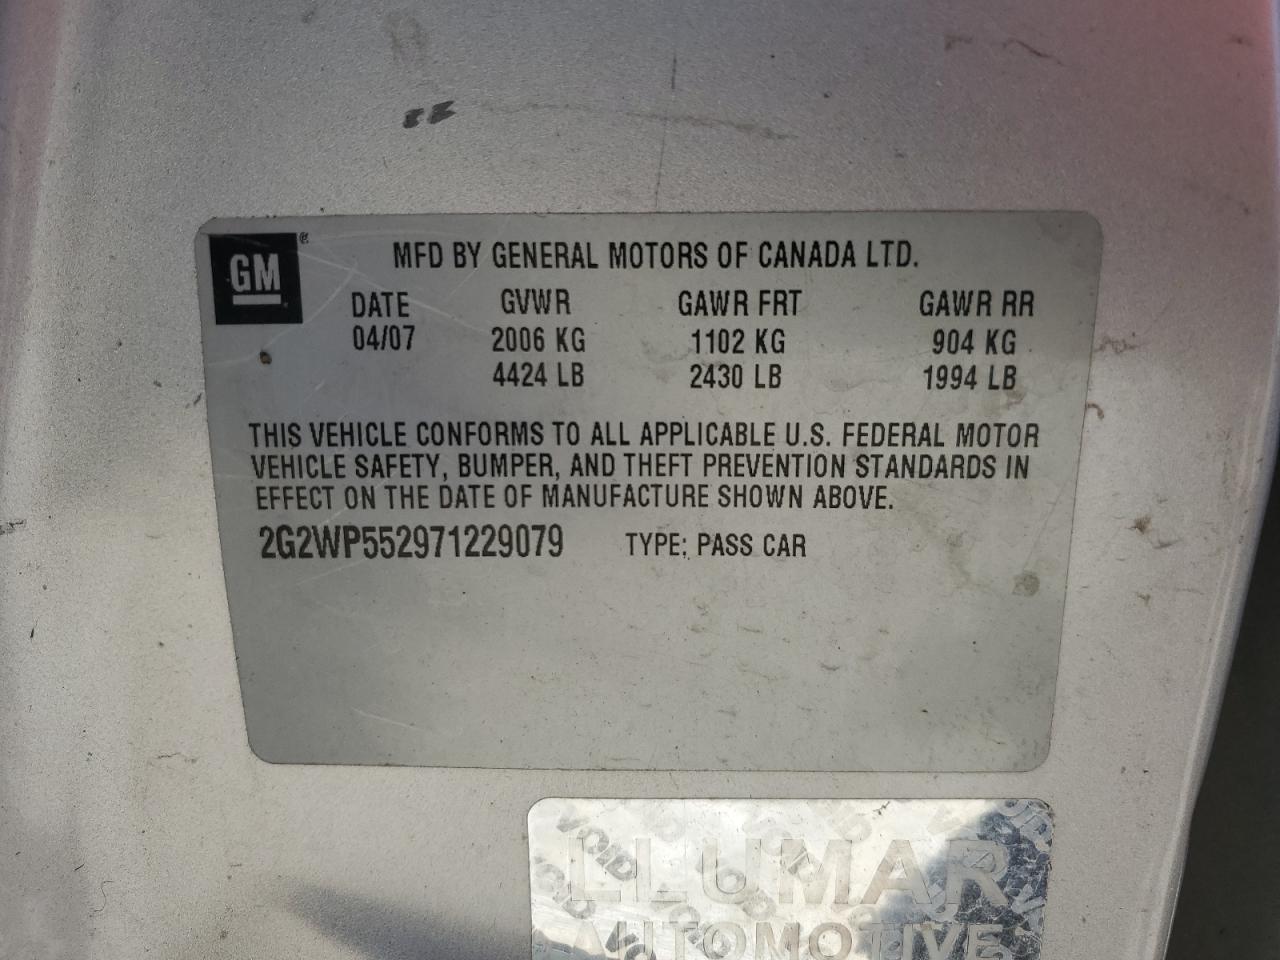 GM
MFD BY GENERAL MOTORS OF CANADA LTD.
DATE GVWR GAWR FRT GAWR RR
04/07 2006 KG 1102 KG 904 KG
4424 LB 2430 LB 1994 LB
THIS VEHICLE CONFORMS TO ALL APPLICABLE U.S. FEDERAL MOTOR
VEHICLE SAFETY, BUMPER, AND THEFT PREVENTION STANDARDS IN
EFFECT ON THE DATE OF MANUFACTURE SHOWN ABOVE.
2G2WP552971229079 TYPE: PASS CAR
VOID
LLUMAR
AUTOMOTIVE